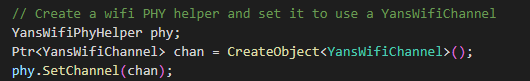 // Create a wifi PHY helper and set it to use a YansWifiChannel
YansWifiPhyHelper phy;
Ptr<YansWifiChannel> chan = CreateObject<YansWifiChannel>();
phy.SetChannel(chan);